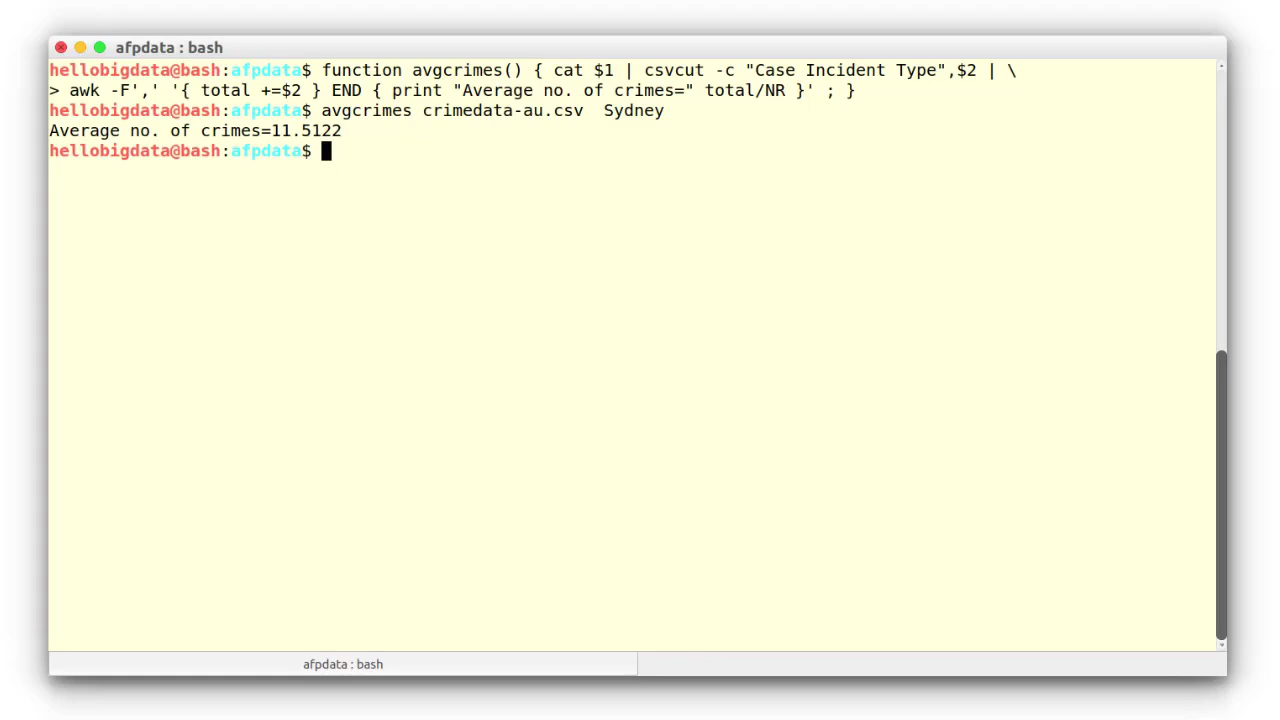 afpdata : bash
hellobigdata@bash:afpdata$ function avgcrimes() { cat $1 | csvcut -c "Case Incident Type",$2 | \
> awk -F',' '{ total +=$2 } END { print "Average no. of crimes=" total/NR }' ; }
hellobigdata@bash:afpdata$ avgcrimes crimedata-au.csv  Sydney
Average no. of crimes=11.5122
hellobigdata@bash:afpdata$
afpdata : bash